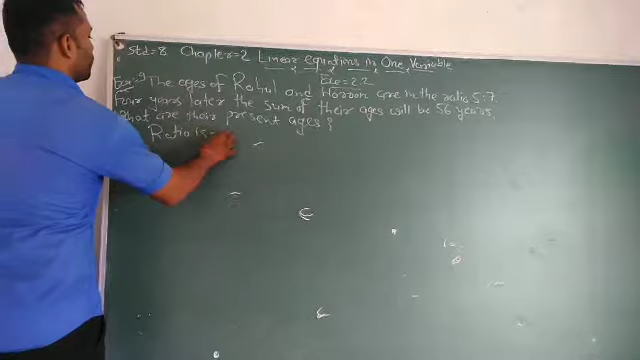 Std=8 Chapter-2 Linear equations in One Variable
Exe=2.2
The ages of Rahul and Haroon are in the ratio 5:7.
Four years later the sum of their ages will be 56 years.
What are their present ages?
Ratio is